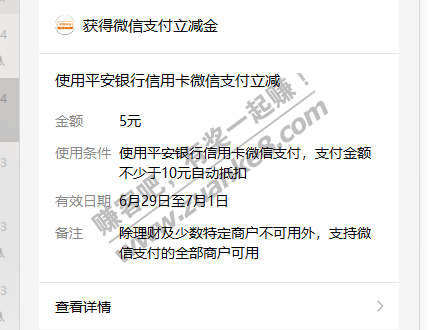 获得微信支付立减金
使用平安银行信用卡微信支付立减
金额 5元
使用条件 使用平安银行信用卡微信支付，支付金额
不少于10元自动抵扣
有效日期 6月29日至7月1日
备注 除理财及少数特定商户不可用外，支持微
信支付的全部商户可用
查看详情
赚客吧，有奖一起赚！
www.zuanke8.com
4
4
3
3
3